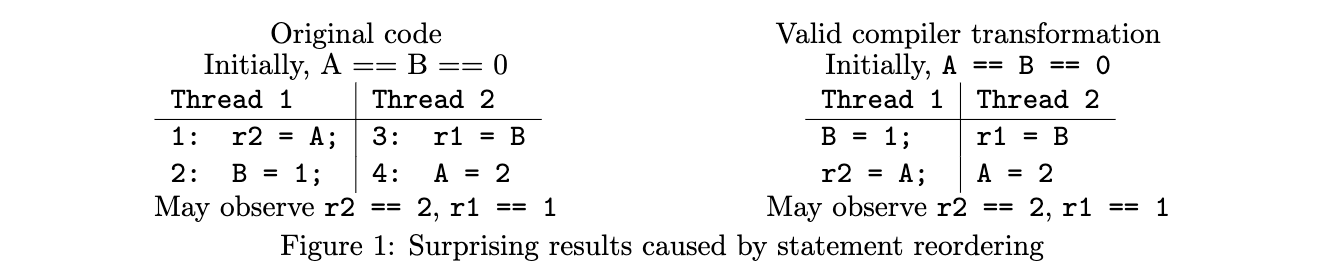 Original code
Initially, A == B == 0
Thread 1 Thread 2
1: r2 = A; 3: r1 = B
2: B = 1; 4: A = 2
May observe r2 == 2, r1 == 1
Valid compiler transformation
Initially, A == B == 0
Thread 1 Thread 2
B = 1; r1 = B
r2 = A; A = 2
May observe r2 == 2, r1 == 1
Figure 1: Surprising results caused by statement reordering